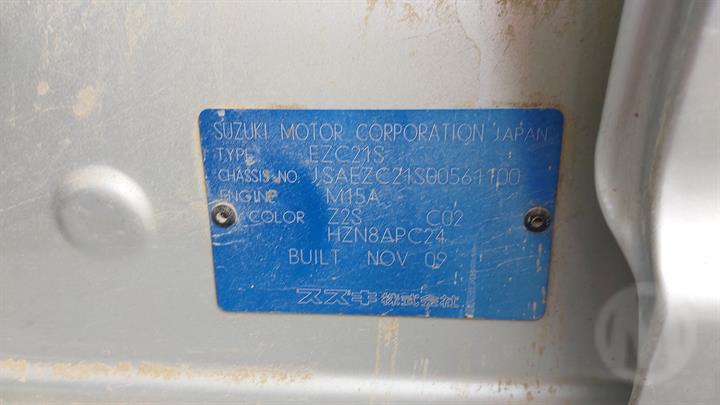 SUZUKI MOTOR CORPORATION JAPAN
TYPE EZC21S
CHASSIS NO.
ENGINE M15A
COLOR Z2S C02
HZN8APC24
BUILT NOV 09
スズキ株式会社